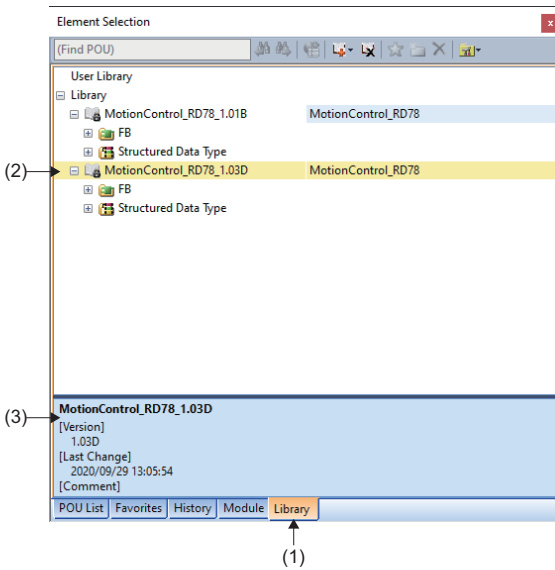 Element Selection
x
(Find POU)
User Library
Library
MotionControl_RD78_1.01B MotionControl_RD78
FB
Structured Data Type
(2) MotionControl_RD78_1.03D MotionControl_RD78
FB
Structured Data Type
MotionControl_RD78_1.03D
(3)
[Version]
1.03D
[Last Change]
2020/09/29 13:05:54
[Comment]
POU List Favorites History Module Library
(1)